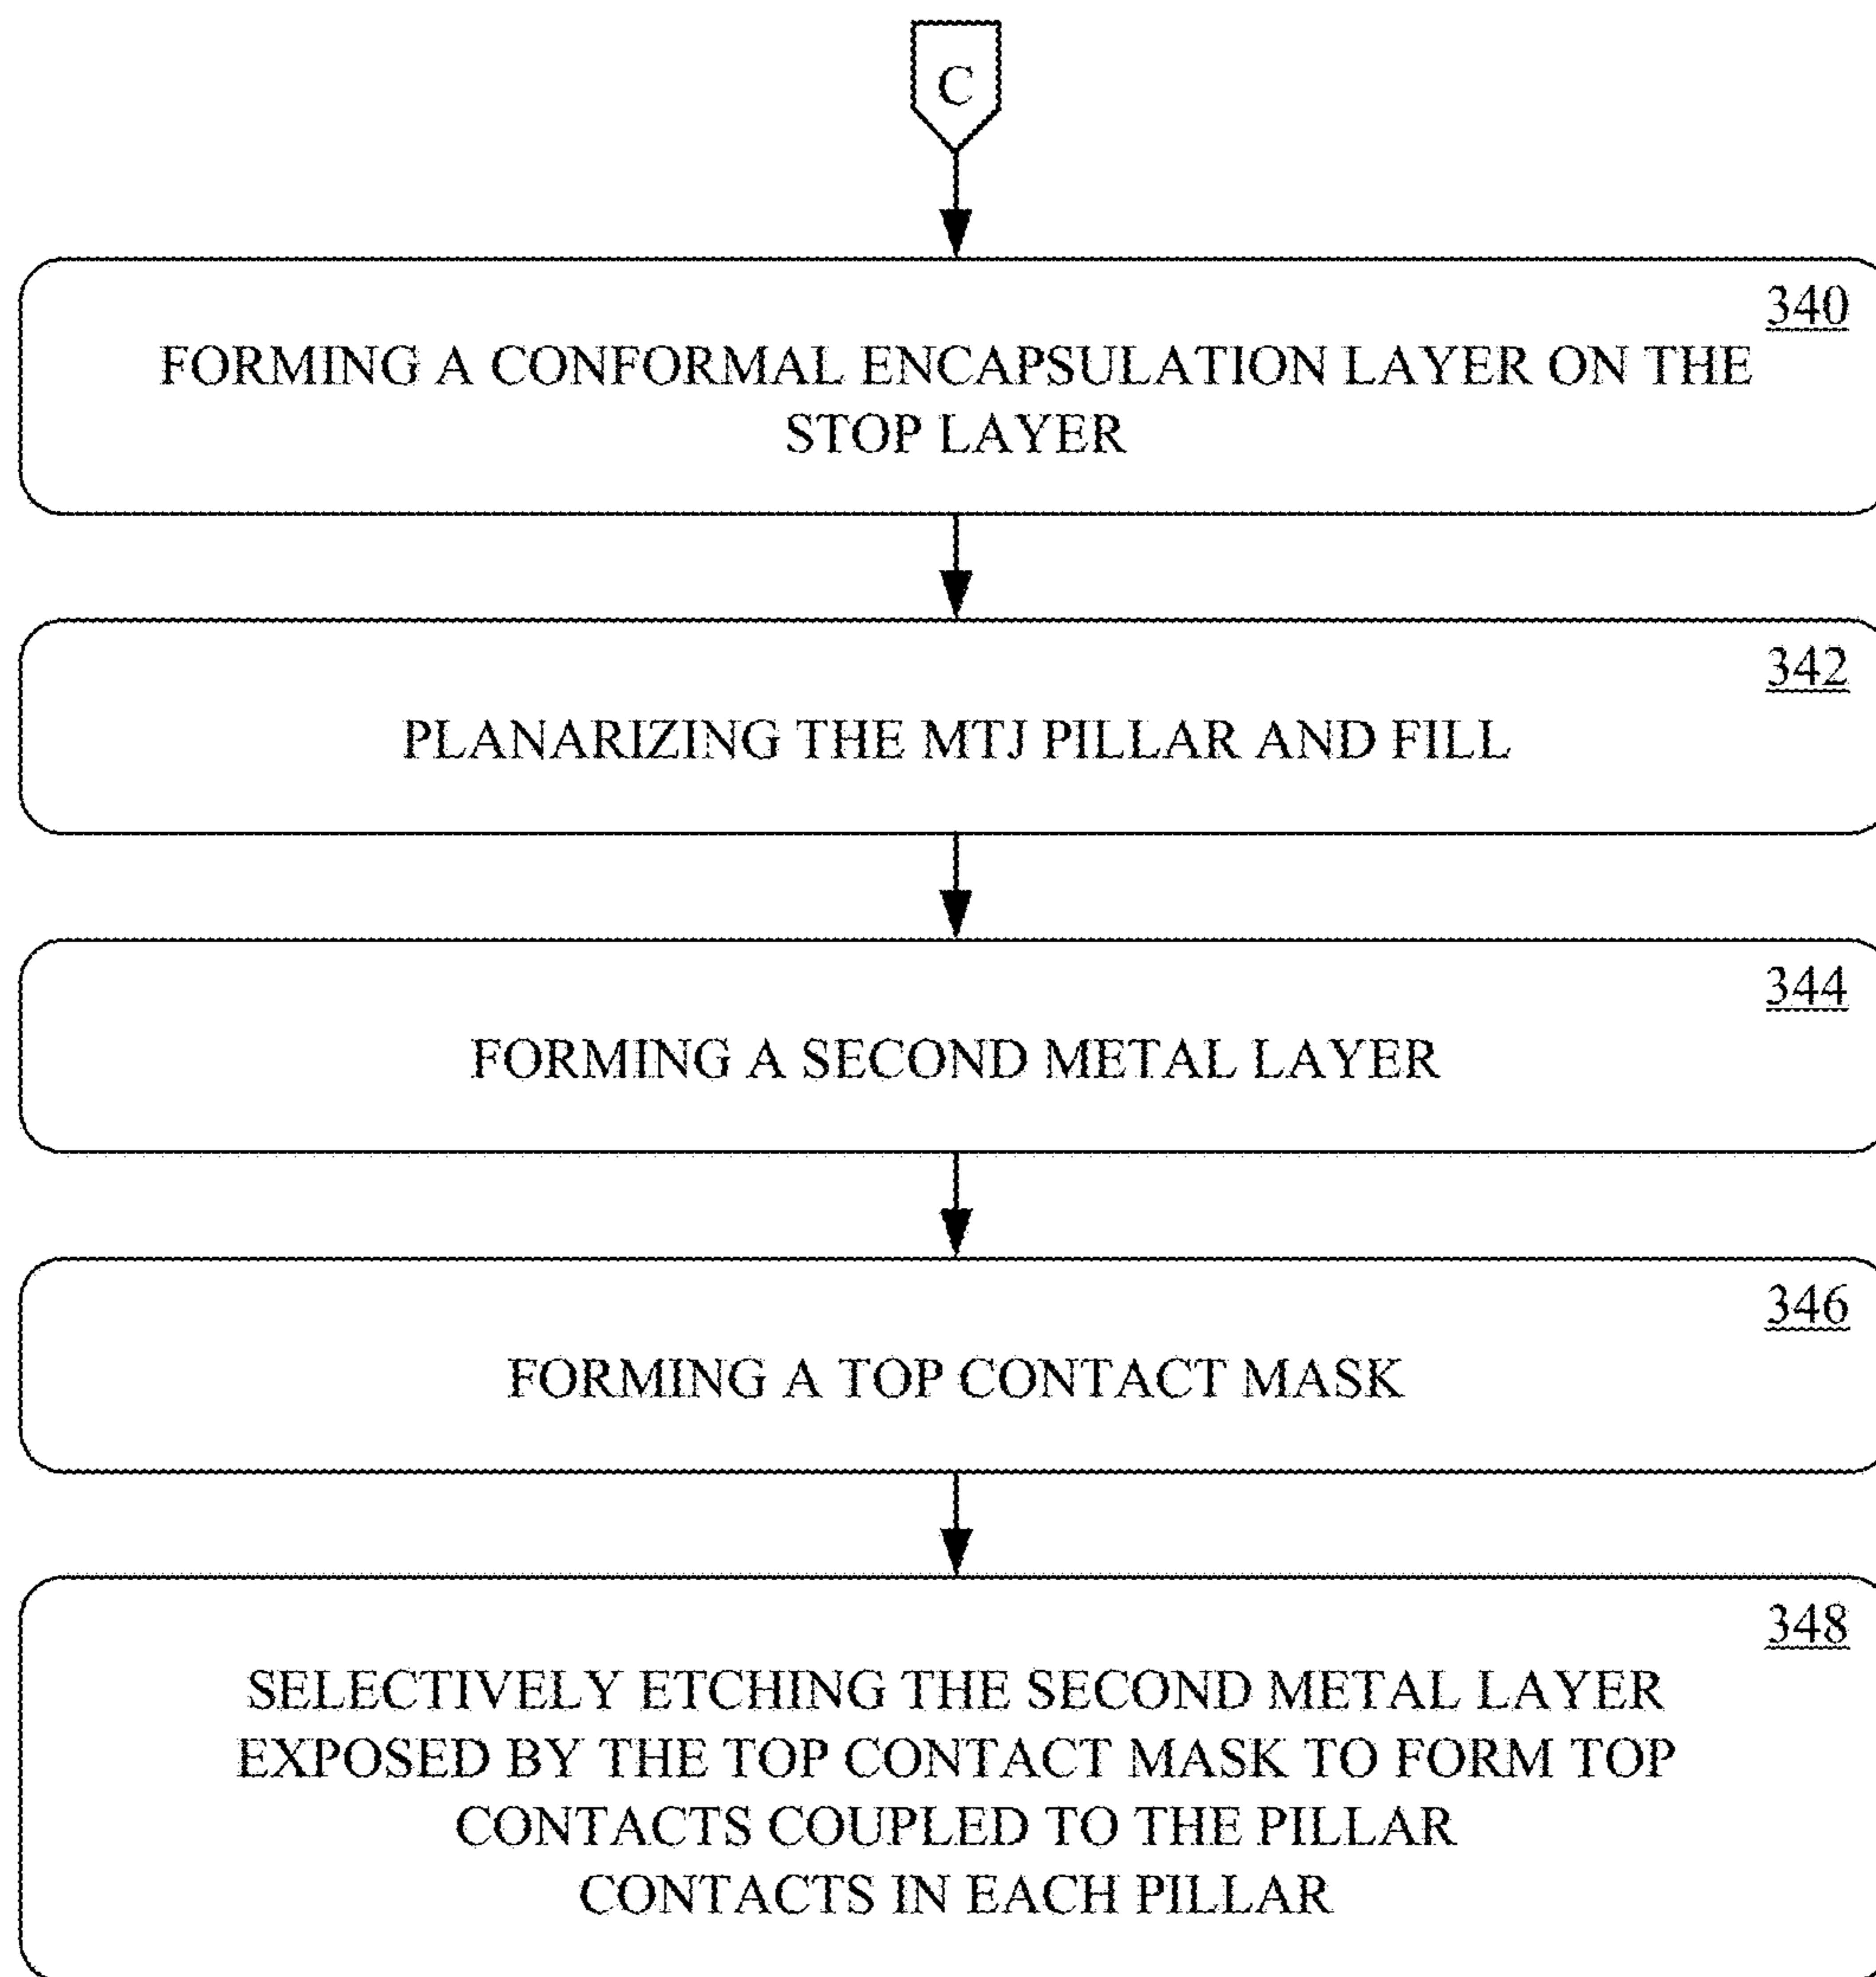 C
340
FORMING A CONFORMAL ENCAPSULATION LAYER ON THE
STOP LAYER
342
PLANARIZING THE MTJ PILLAR AND FILL
344
FORMING A SECOND METAL LAYER
346
FORMING A TOP CONTACT MASK
348
SELECTIVELY ETCHING THE SECOND METAL LAYER
EXPOSED BY THE TOP CONTACT MASK TO FORM TOP
CONTACTS COUPLED TO THE PILLAR
CONTACTS IN EACH PILLAR